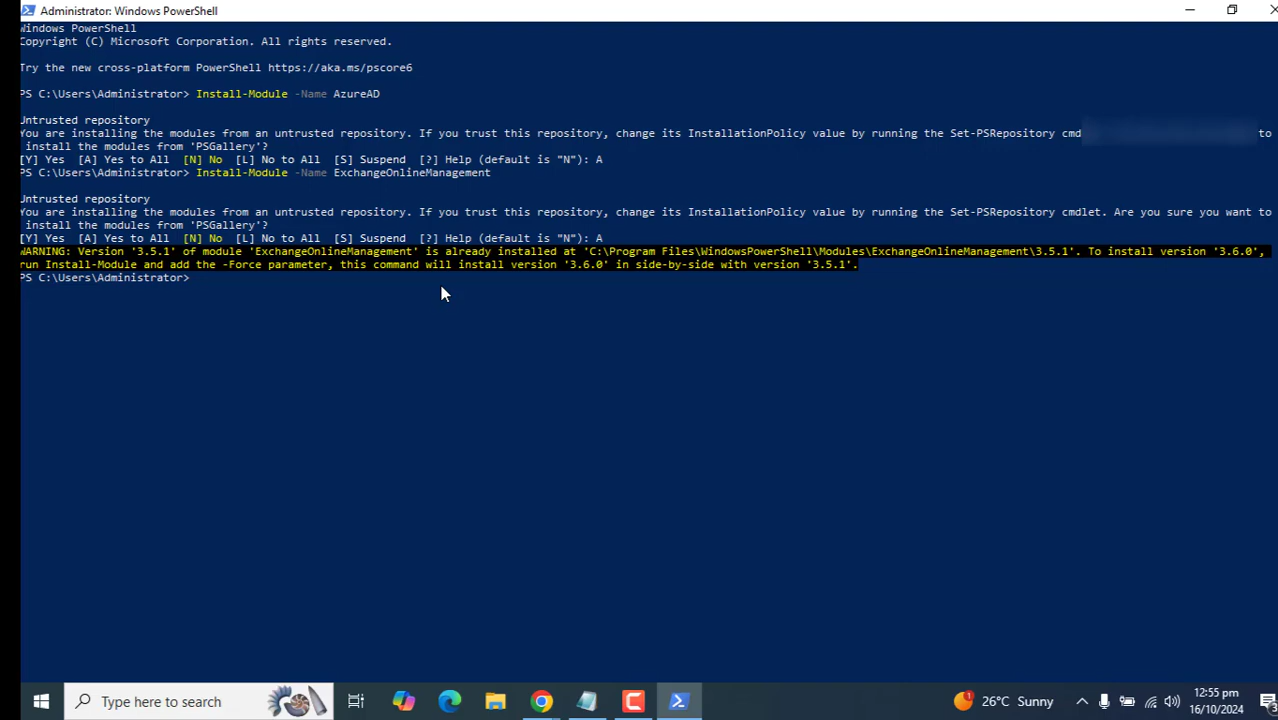 Administrator: Windows PowerShell
Windows PowerShell
Copyright (C) Microsoft Corporation. All rights reserved.
Try the new cross-platform PowerShell https://aka.ms/pscore6
PS C:\Users\Administrator> Install-Module -Name AzureAD
Untrusted repository
You are installing the modules from an untrusted repository. If you trust this repository, change its InstallationPolicy value by running the Set-PSRepository cmd to
install the modules from 'PSGallery'?
[Y] Yes [A] Yes to All [N] No [L] No to All [S] Suspend [?] Help (default is "N"): A
PS C:\Users\Administrator> Install-Module -Name ExchangeOnlineManagement
Untrusted repository
You are installing the modules from an untrusted repository. If you trust this repository, change its InstallationPolicy value by running the Set-PSRepository cmdlet. Are you sure you want to
install the modules from 'PSGallery'?
[Y] Yes [A] Yes to All [N] No [L] No to All [S] Suspend [?] Help (default is "N"): A
WARNING: Version '3.5.1' of module 'ExchangeOnlineManagement' is already installed at 'C:\Program Files\WindowsPowerShell\Modules\ExchangeOnlineManagement\3.5.1'. To install version '3.6.0',
run Install-Module and add the -Force parameter, this command will install version '3.6.0' in side-by-side with version '3.5.1'.
PS C:\Users\Administrator>
Type here to search
1
26°C Sunny
12:55 pm
16/10/2024
3